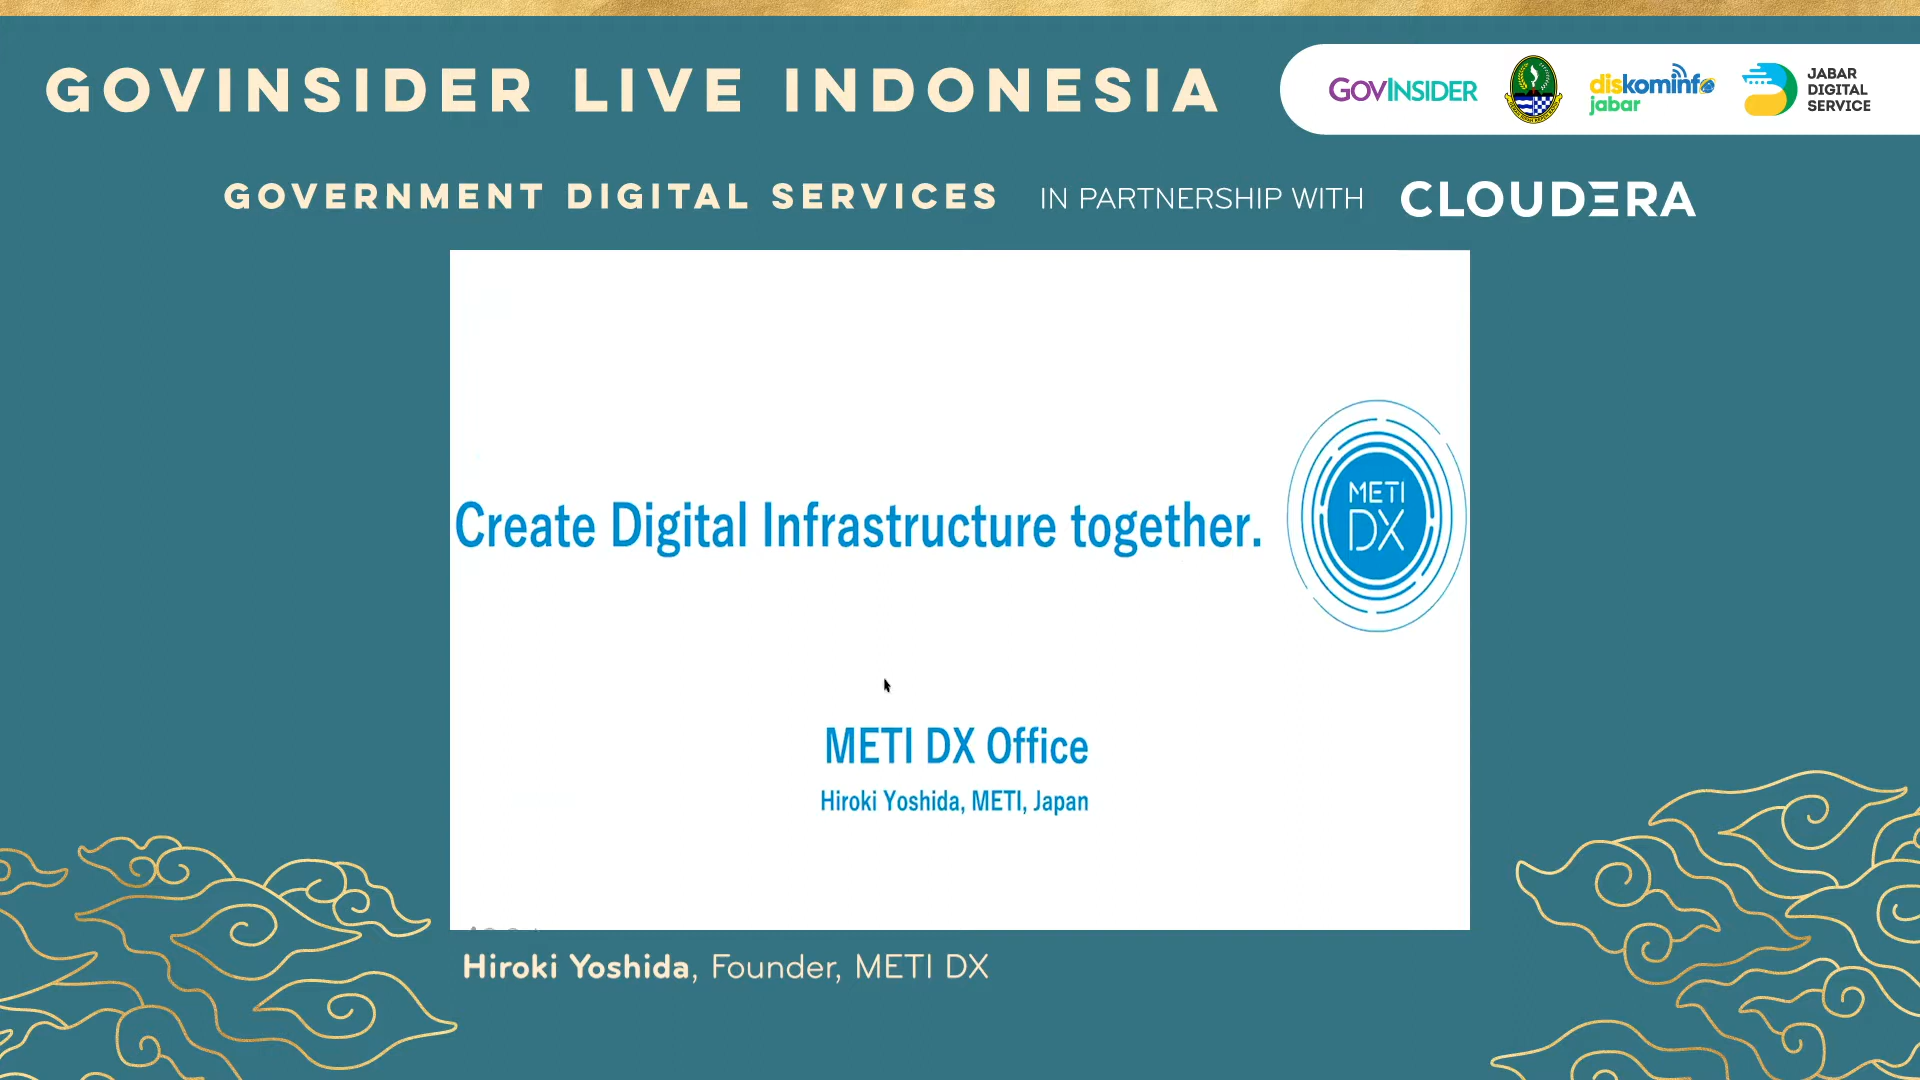 GOVINSIDER LIVE INDONESIA
GOVINSIDER
diskominfo
jabar
JABAR
DIGITAL
SERVICE
GOVERNMENT DIGITAL SERVICES IN PARTNERSHIP WITH CLOUDERA
Create Digital Infrastructure together.
METI
DX
METI DX Office
Hiroki Yoshida, METI, Japan
Hiroki Yoshida, Founder, METI DX